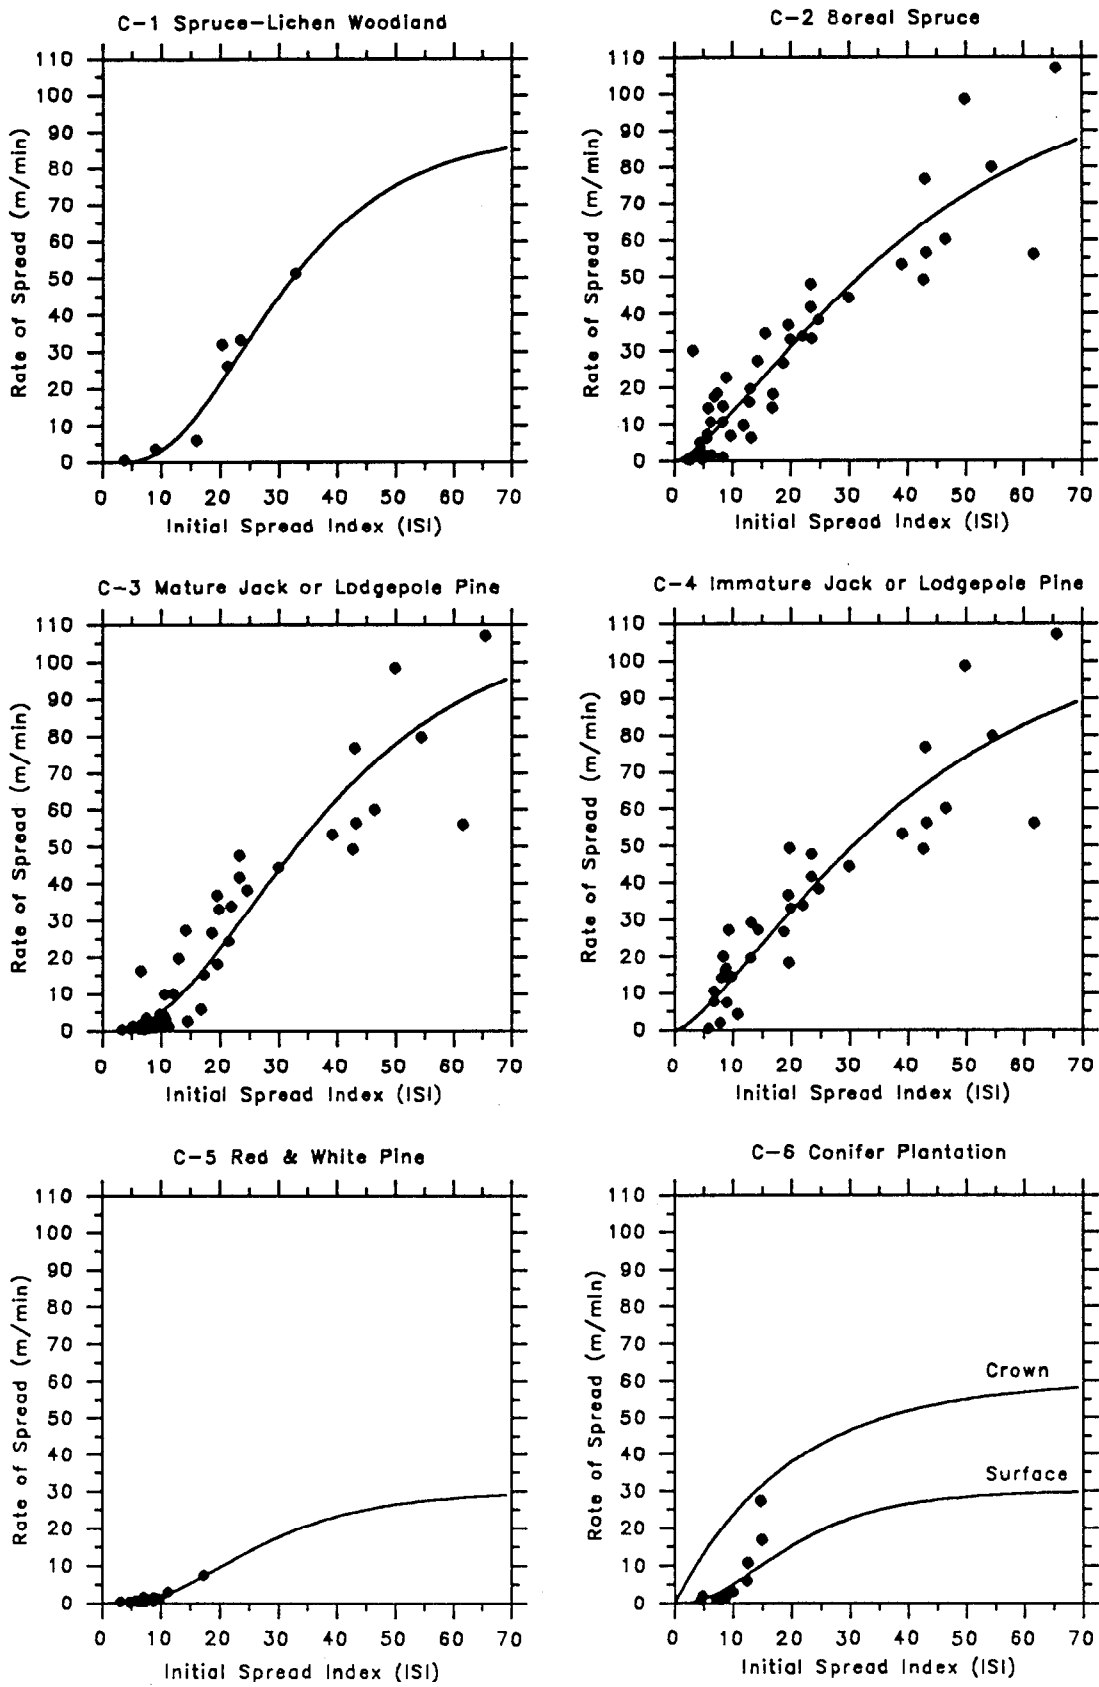 C-1 Spruce-Lichen Woodland
110
100
90
80
70
60
50
40
30
20
10
0
Rate of Spread (m/min)
0 10 20 30 40 50 60 70
Initial Spread Index (ISI)
C-2 Boreal Spruce
110
100
90
80
70
60
50
40
30
20
10
0
Rate of Spread (m/min)
0 10 20 30 40 50 60 70
Initial Spread Index (ISI)
C-3 Mature Jack or Lodgepole Pine
110
100
90
80
70
60
50
40
30
20
10
0
Rate of Spread (m/min)
0 10 20 30 40 50 60 70
Initial Spread Index (ISI)
C-4 Immature Jack or Lodgepole Pine
110
100
90
80
70
60
50
40
30
20
10
0
Rate of Spread (m/min)
0 10 20 30 40 50 60 70
Initial Spread Index (ISI)
C-5 Red & White Pine
110
100
90
80
70
60
50
40
30
20
10
0
Rate of Spread (m/min)
0 10 20 30 40 50 60 70
Initial Spread Index (ISI)
C-6 Conifer Plantation
110
100
90
80
70
60
50
40
30
20
10
0
Rate of Spread (m/min)
Crown
Surface
0 10 20 30 40 50 60 70
Initial Spread Index (ISI)